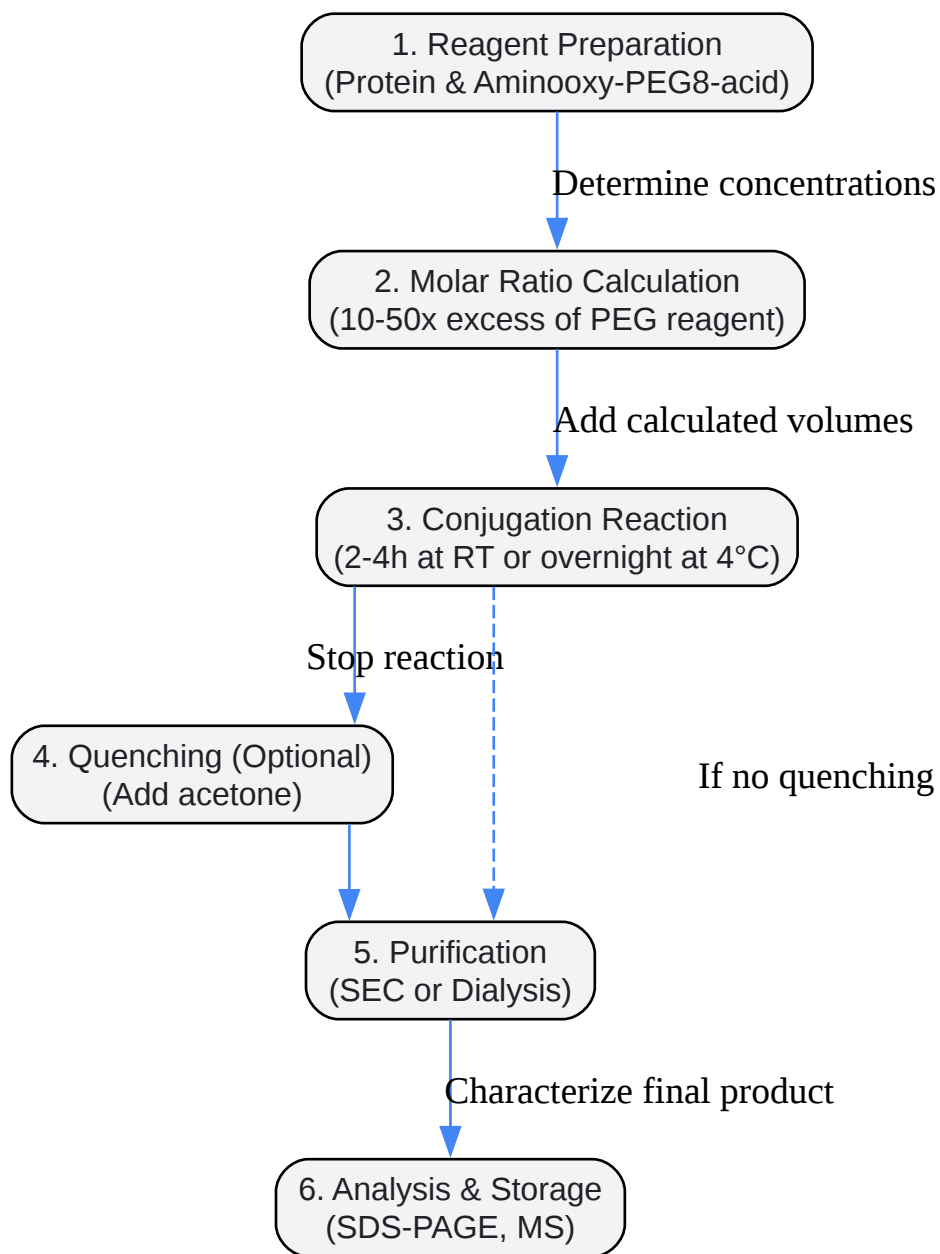 1. Reagent Preparation
(Protein & Aminooxy-PEG8-acid)
Determine concentrations
2. Molar Ratio Calculation
(10-50x excess of PEG reagent)
Add calculated volumes
3. Conjugation Reaction
(2-4h at RT or overnight at 4°C)
Stop reaction
4. Quenching (Optional)
(Add acetone)
If no quenching
5. Purification
(SEC or Dialysis)
Characterize final product
6. Analysis & Storage
(SDS-PAGE, MS)